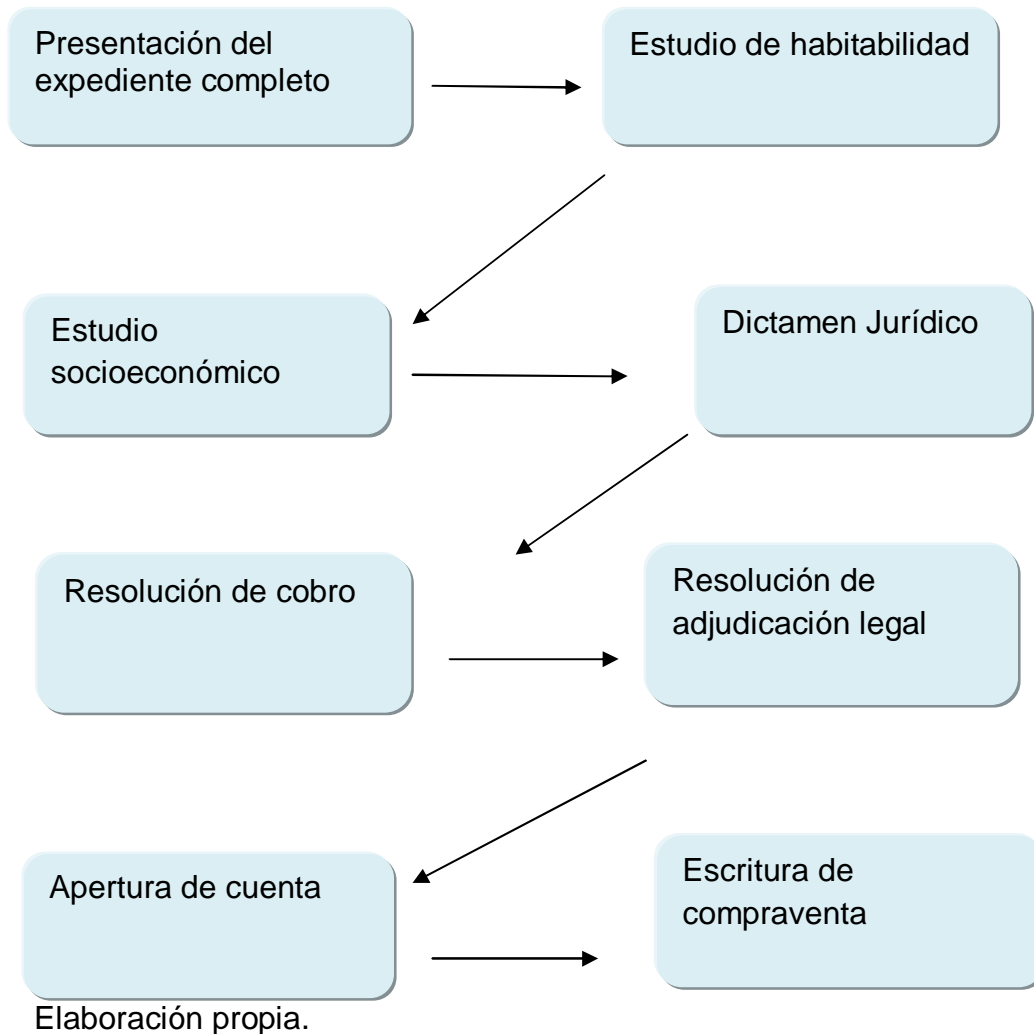 Presentación del
expediente completo
Estudio de habitabilidad
Estudio
socioeconómico
Dictamen Jurídico
Resolución de cobro
Resolución de
adjudicación legal
Apertura de cuenta
Escritura de
compraventa
Elaboración propia.